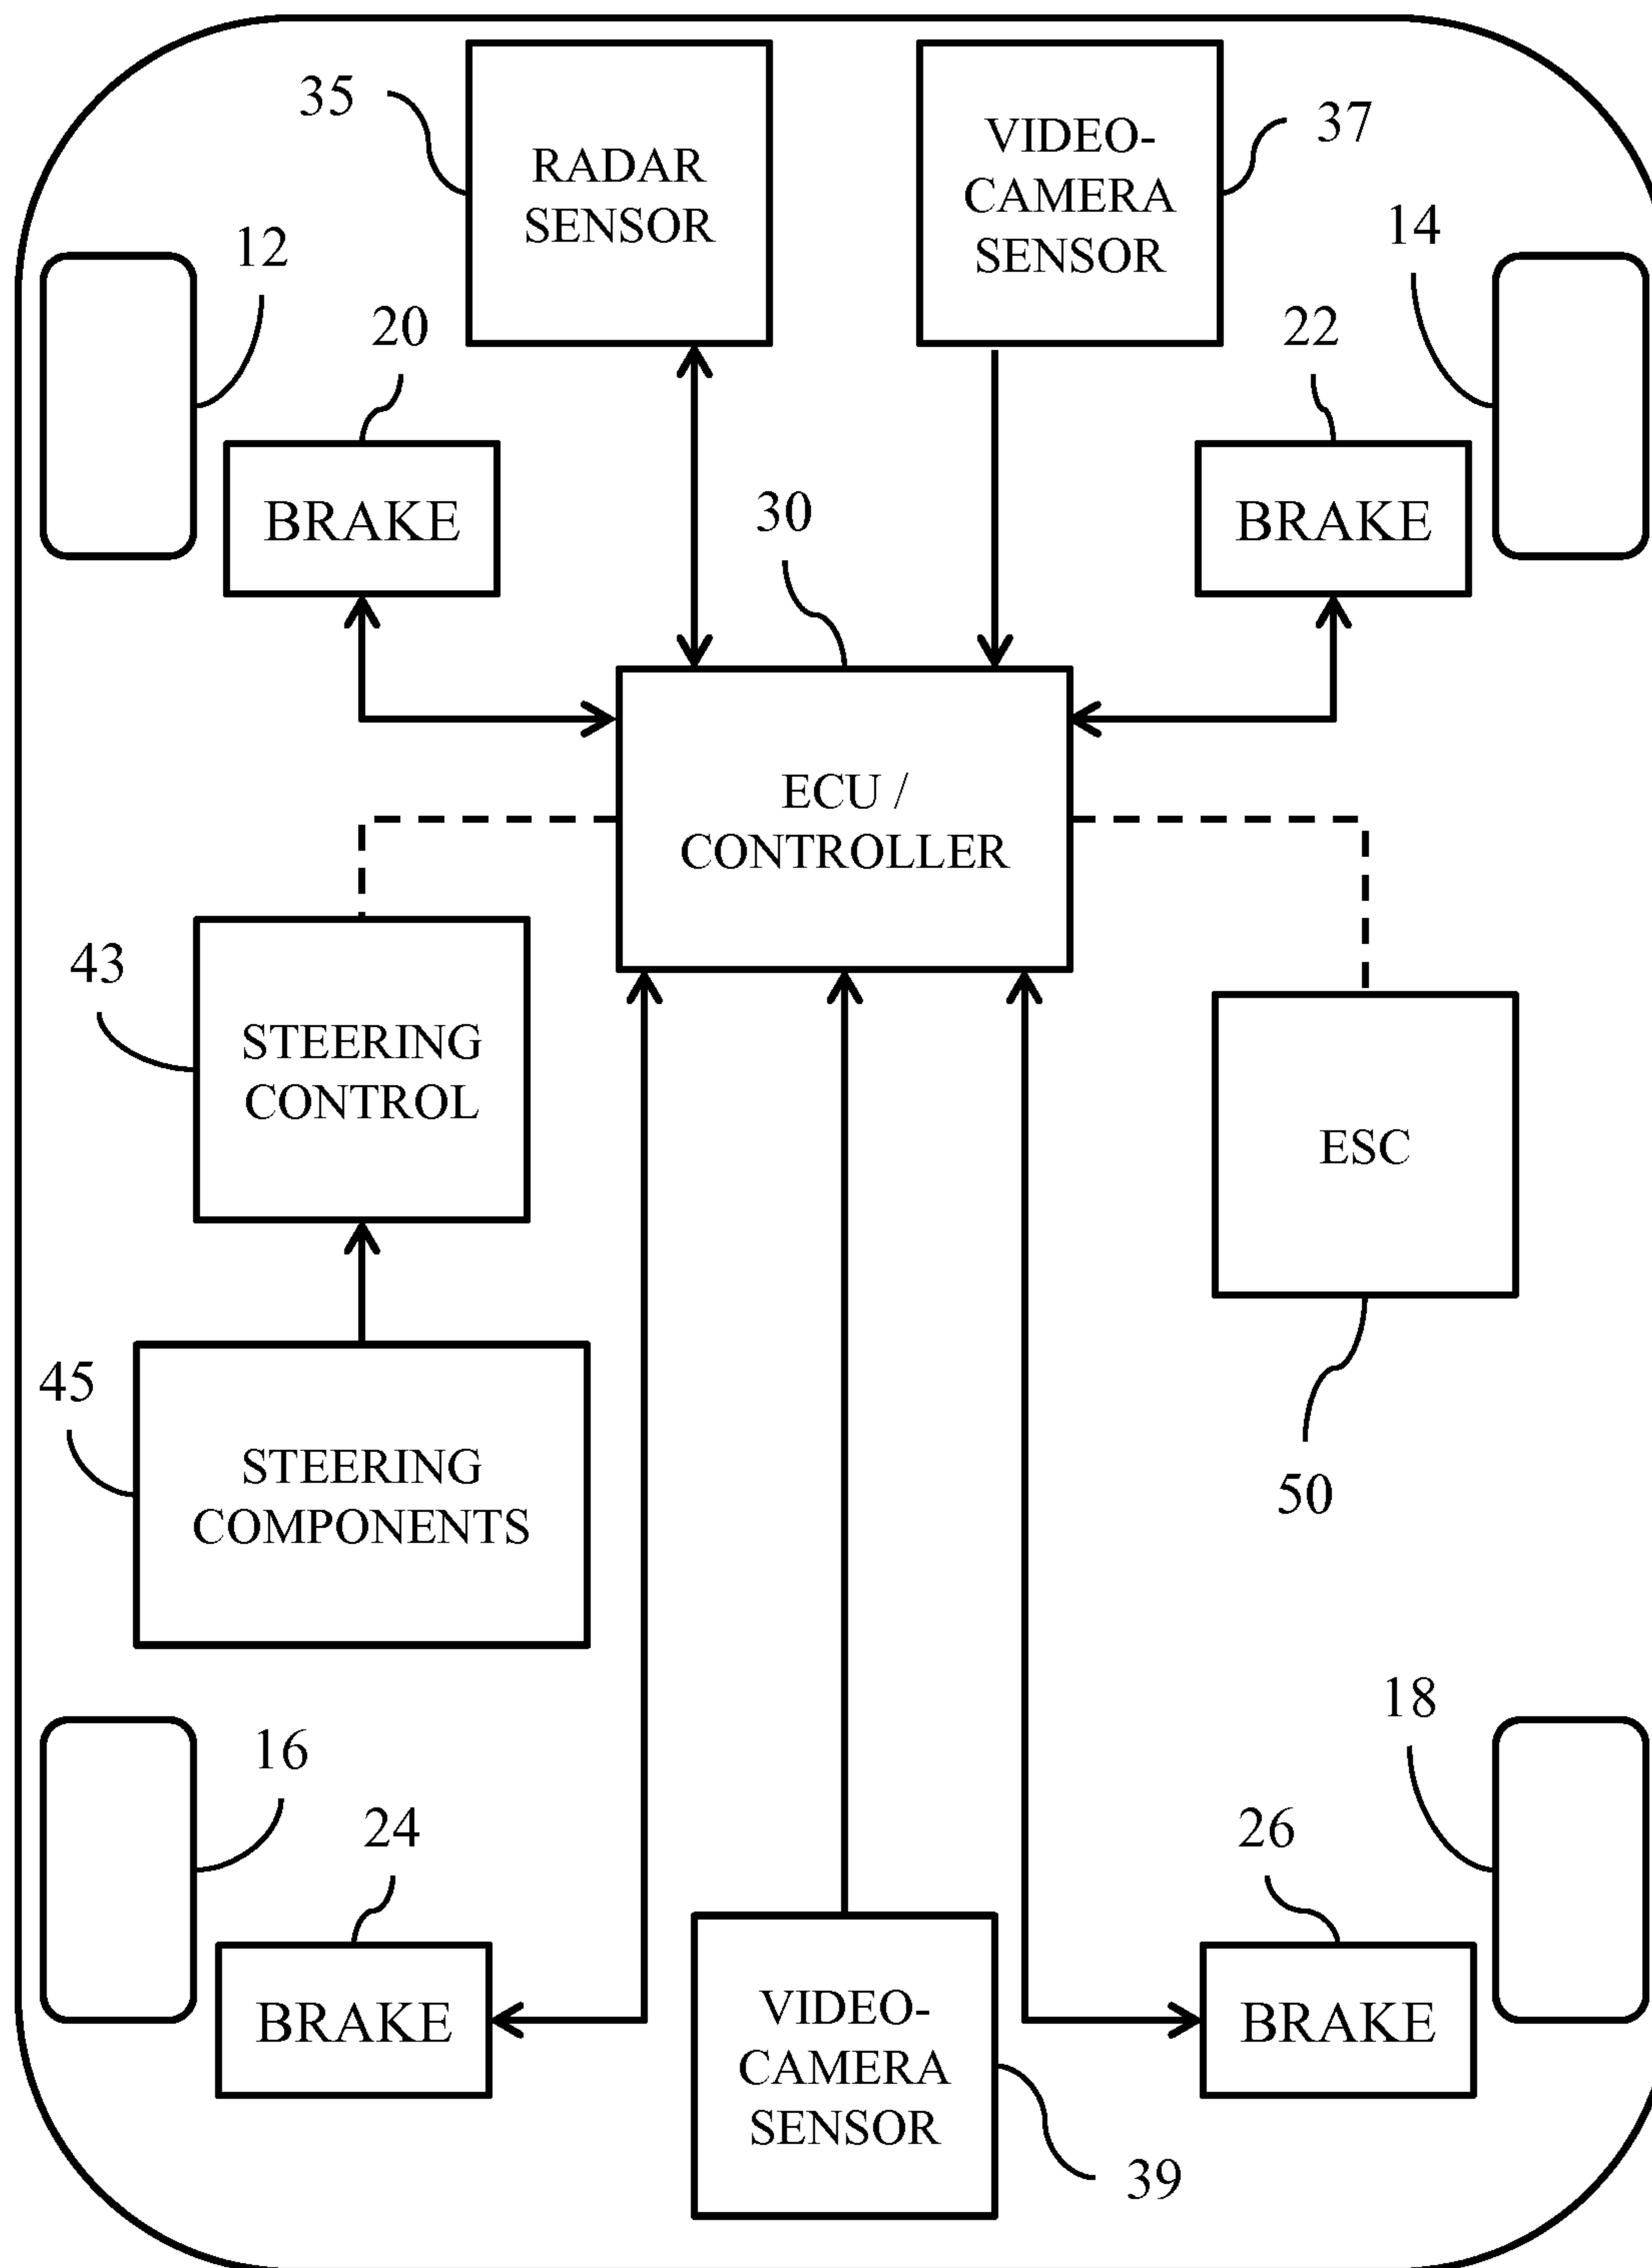 35
RADAR
SENSOR
VIDEO-
CAMERA
SENSOR
37
12
14
20
22
BRAKE
30
BRAKE
ECU /
CONTROLLER
43
STEERING
CONTROL
ESC
45
STEERING
COMPONENTS
50
16
18
24
26
BRAKE
VIDEO-
CAMERA
SENSOR
BRAKE
39